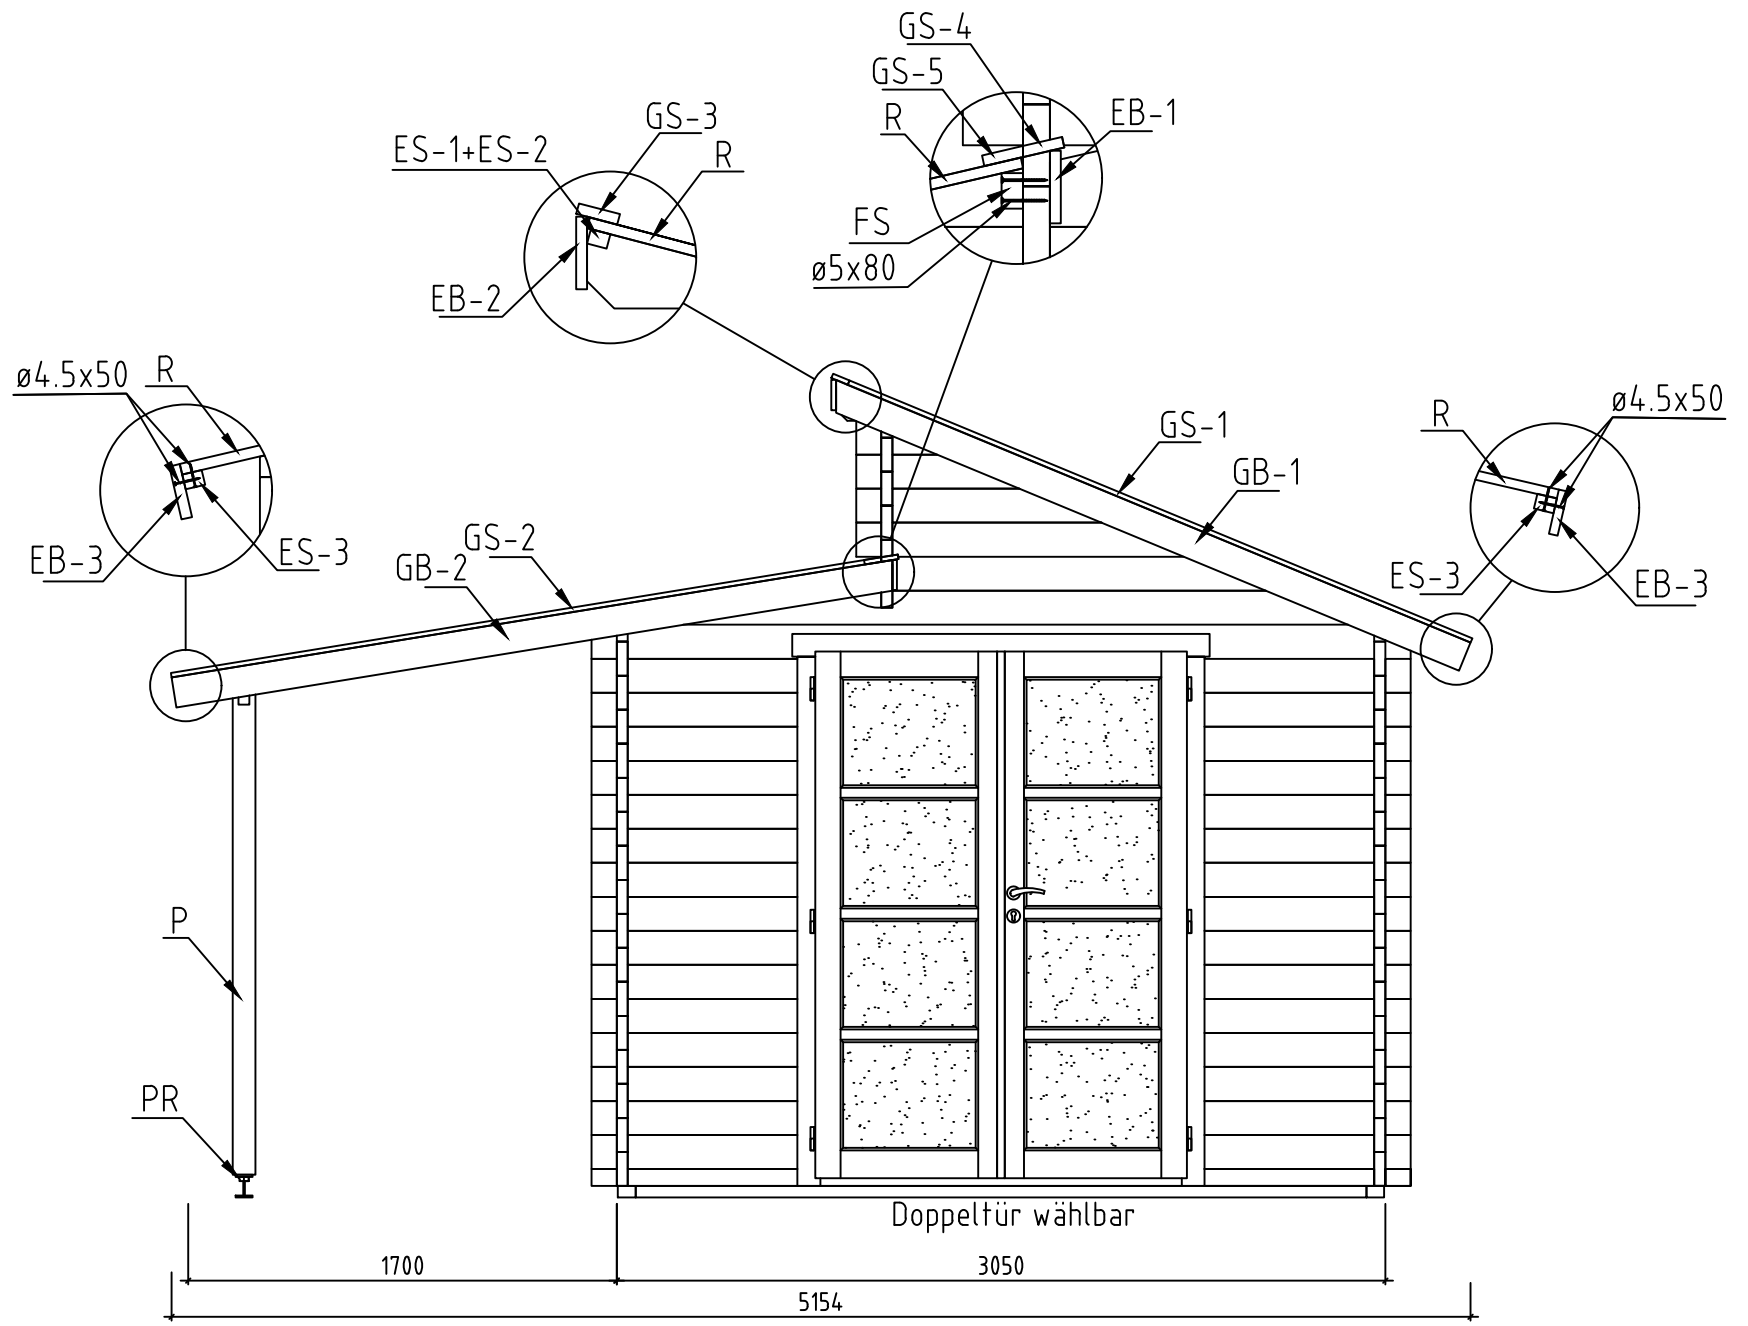 GS-4
GS-5
R
EB-1
GS-3
ES-1+ES-2
R
FS
ø5x80
EB-2
ø4.5x50
R
GS-1
R
ø4.5x50
GB-1
EB-3
ES-3
GS-2
GB-2
ES-3
EB-3
P
PR
Doppeltür wählbar
1700
3050
5154